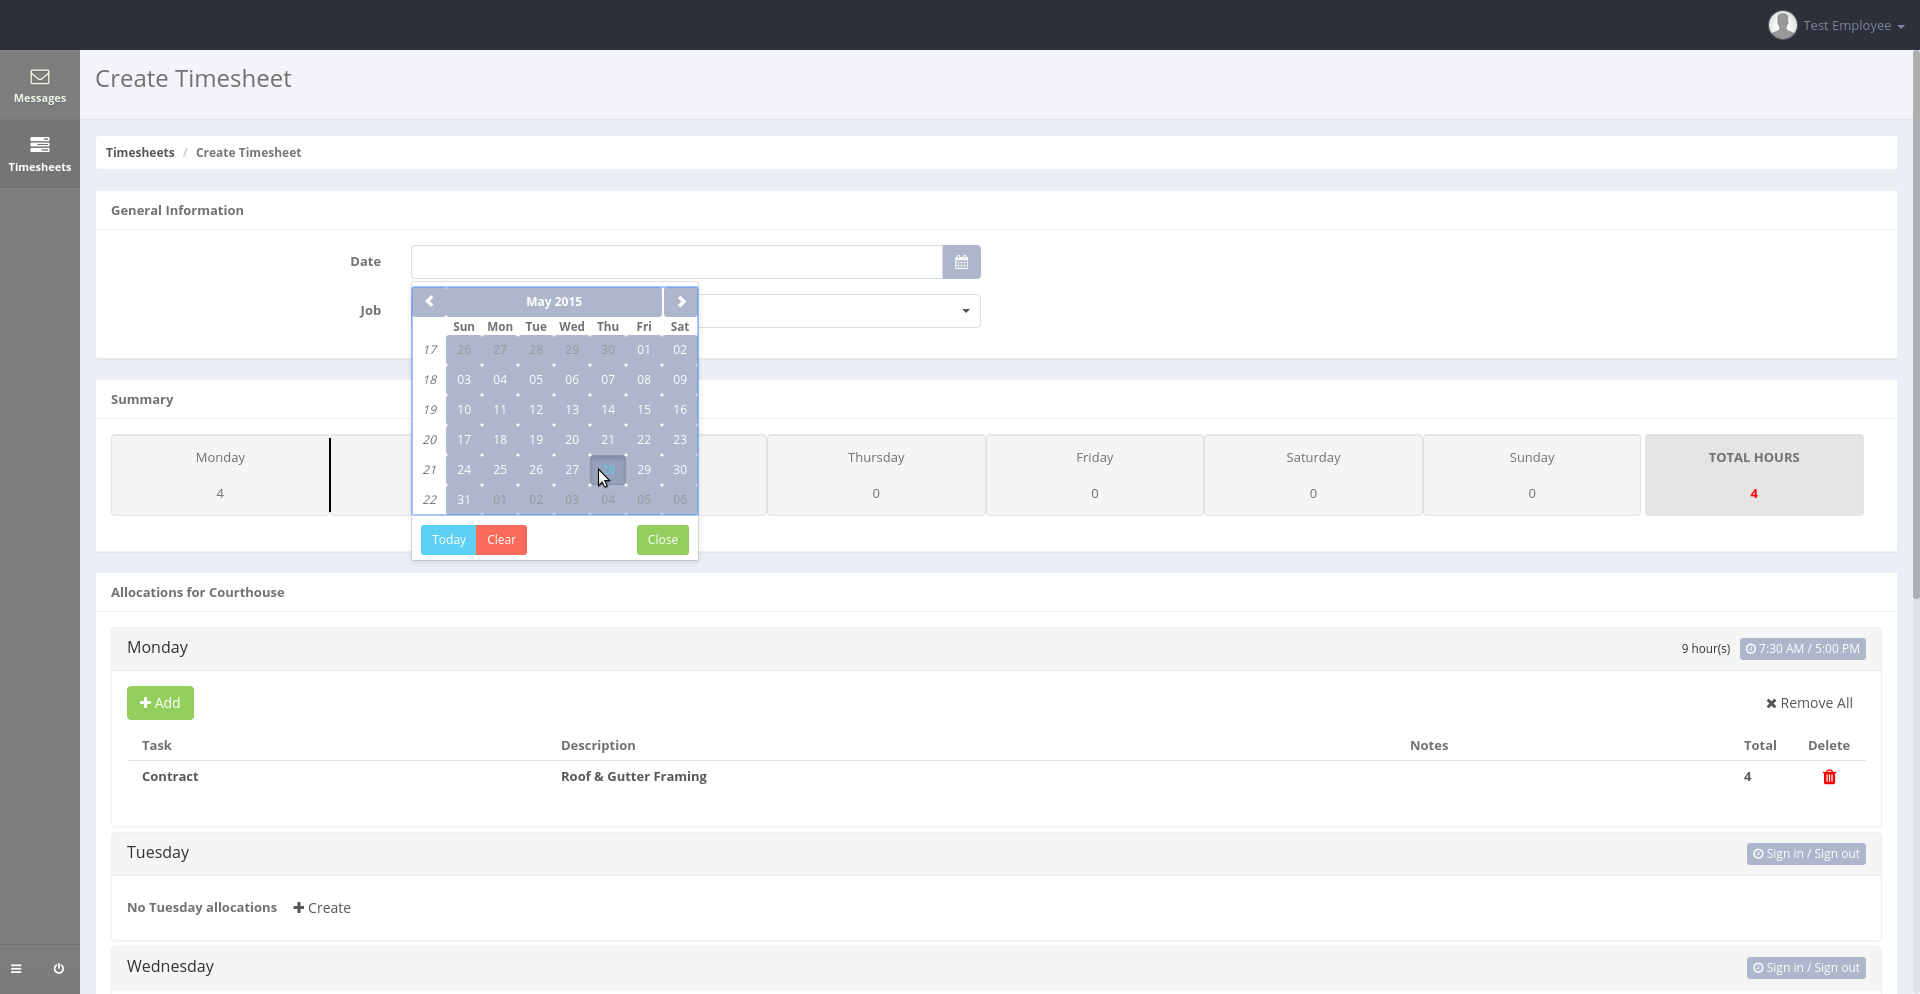 Test Employee
Messages
Timesheets
Create Timesheet
Timesheets / Create Timesheet
General Information
Date
Job
May 2015
Sun Mon Tue Wed Thu Fri Sat
17 26 27 28 29 30 01 02
18 03 04 05 06 07 08 09
19 10 11 12 13 14 15 16
20 17 18 19 20 21 22 23
21 24 25 26 27 28 29 30
22 31 01 02 03 04 05 06
Today Clear Close
Summary
Monday Thursday Friday Saturday Sunday TOTAL HOURS
4 0 0 0 0 4
Allocations for Courthouse
Monday 9 hour(s) 7:30 AM / 5:00 PM
Add Remove All
Task Description Notes Total Delete
Contract Roof & Gutter Framing 4
Tuesday Sign in / Sign out
No Tuesday allocations Create
Wednesday Sign in / Sign out